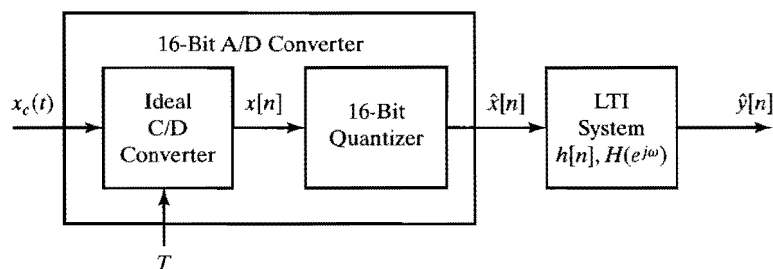 16-Bit A/D Converter
x_c(t)
Ideal
C/D
Converter
x[n]
16-Bit
Quantizer
x̂[n]
LTI
System
h[n], H(e^{jω})
ŷ[n]
T